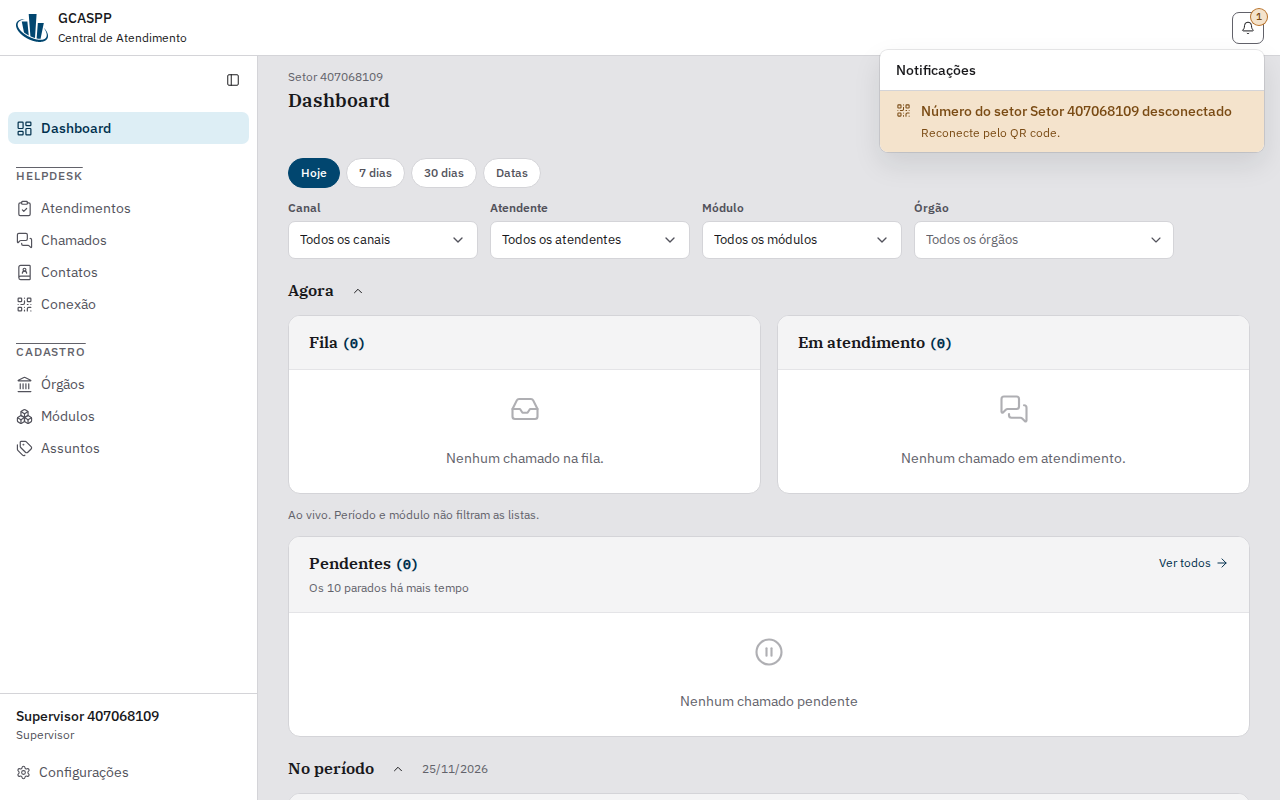 GCASPP
Central de Atendimento
1
Notificações
Número do setor Setor 407068109 desconectado
Reconecte pelo QR code.
Dashboard
HELPDESK
Atendimentos
Chamados
Contatos
Conexão
CADASTRO
Órgãos
Módulos
Assuntos
Supervisor 407068109
Supervisor
Configurações
Setor 407068109
Dashboard
Hoje 7 dias 30 dias Datas
Canal Atendente Módulo Órgão
Todos os canais Todos os atendentes Todos os módulos Todos os órgãos
Agora
Fila (0)
Nenhum chamado na fila.
Em atendimento (0)
Nenhum chamado em atendimento.
Ao vivo. Período e módulo não filtram as listas.
Pendentes (0)
Os 10 parados há mais tempo
Ver todos
Nenhum chamado pendente
No período 25/11/2026